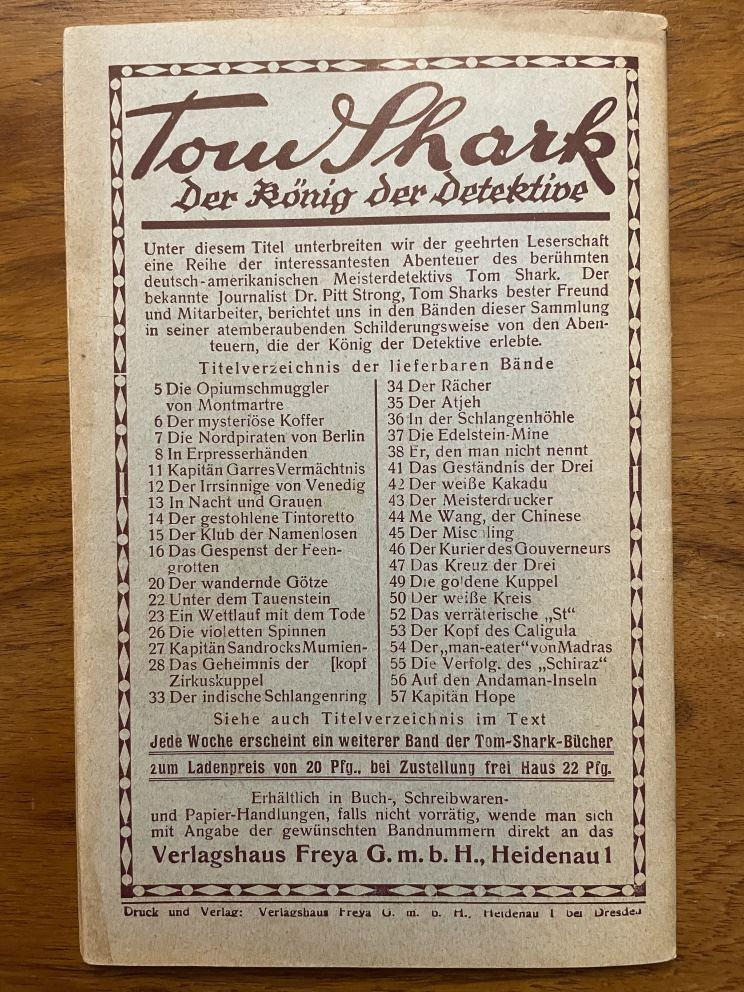 Tom Shark
Der König der Detektive
Unter diesem Titel unterbreiten wir der geehrten Leserschaft
eine Reihe der interessantesten Abenteuer des berühmten
deutsch-amerikanischen Meisterdetektivs Tom Shark. Der
bekannte Journalist Dr. Pitt Strong, Tom Sharks bester Freund
und Mitarbeiter, berichtet uns in den Bänden dieser Sammlung
in seiner atemberaubenden Schilderungsweise von den Aben-
teuern, die der König der Detektive erlebte.
Titelverzeichnis der lieferbaren Bände
5 Die Opiumschmuggler
von Montmartre
6 Der mysteriöse Koffer
7 Die Nordpiraten von Berlin
8 In Erpresserhänden
11 Kapitän Garres Vermächtnis
12 Der Irrsinnige von Venedig
13 In Nacht und Grauen
14 Der gestohlene Tintoretto
15 Der Klub der Namenlosen
16 Das Gespenst der Feen-
grotten
20 Der wandernde Götze
22 Unter dem Tauenstein
23 Ein Wettlauf mit dem Tode
26 Die violetten Spinnen
27 Kapitän Sandrocks Mumien-
28 Das Geheimnis der [kopf
Zirkuskuppel
33 Der indische Schlangenring
34 Der Rächer
35 Der Atjeh
36 In der Schlangenhöhle
37 Die Edelstein-Mine
38 Er, den man nicht nennt
41 Das Geständnis der Drei
42 Der weiße Kakadu
43 Der Meisterdrucker
44 Me Wang, der Chinese
45 Der Mischling
46 Der Kurier des Gouverneurs
47 Das Kreuz der Drei
49 Die goldene Kuppel
50 Der weiße Kreis
52 Das verräterische „St“
53 Der Kopf des Caligula
54 Der „man-eater“ von Madras
55 Die Verfolg. des „Schiraz“
56 Auf den Andaman-Inseln
57 Kapitän Hope
Siehe auch Titelverzeichnis im Text
Jede Woche erscheint ein weiterer Band der Tom-Shark-Bücher
zum Ladenpreis von 20 Pfg., bei Zustellung frei Haus 22 Pfg.
Erhältlich in Buch-, Schreibwaren-
und Papier-Handlungen, falls nicht vorrätig, wende man sich
mit Angabe der gewünschten Bandnummern direkt an das
Verlagshaus Freya G. m. b. H., Heidenau 1
Druck und Verlag: Verlagshaus Freya G. m. b. H., Heidenau 1 bei Dresden